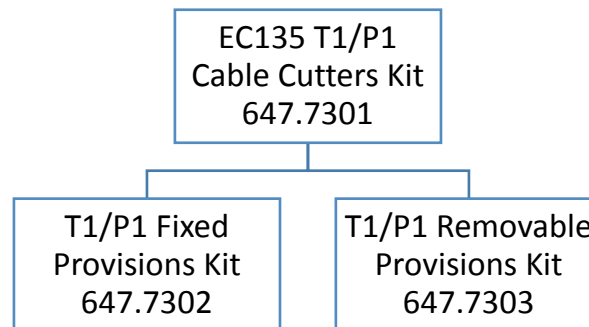 EC135 T1/P1
Cable Cutters Kit
647.7301
T1/P1 Fixed
Provisions Kit
647.7302
T1/P1 Removable
Provisions Kit
647.7303